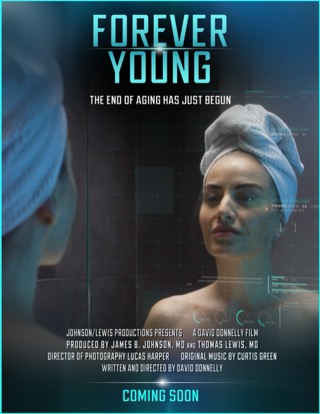 FOREVER
YOUNG
THE END OF AGING HAS JUST BEGUN
JOHNSON/LEWIS PRODUCTIONS PRESENTS A DAVID DONNELLY FILM
PRODUCED BY JAMES B. JOHNSON, MD AND THOMAS LEWIS, MD
DIRECTOR OF PHOTOGRAPHY LUCAS HARPER ORIGINAL MUSIC BY CURTIS GREEN
WRITTEN AND DIRECTED BY DAVID DONNELLY
COMING SOON